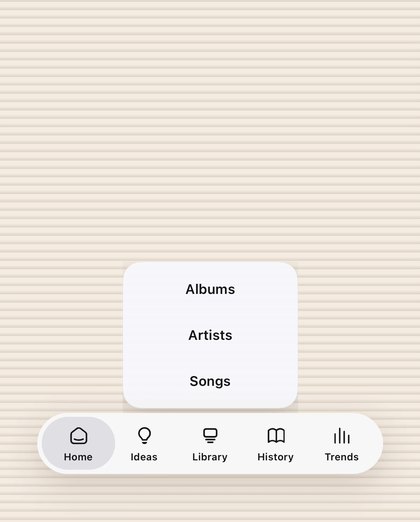 Albums
Artists
Songs
Home
Ideas
Library
History
Trends